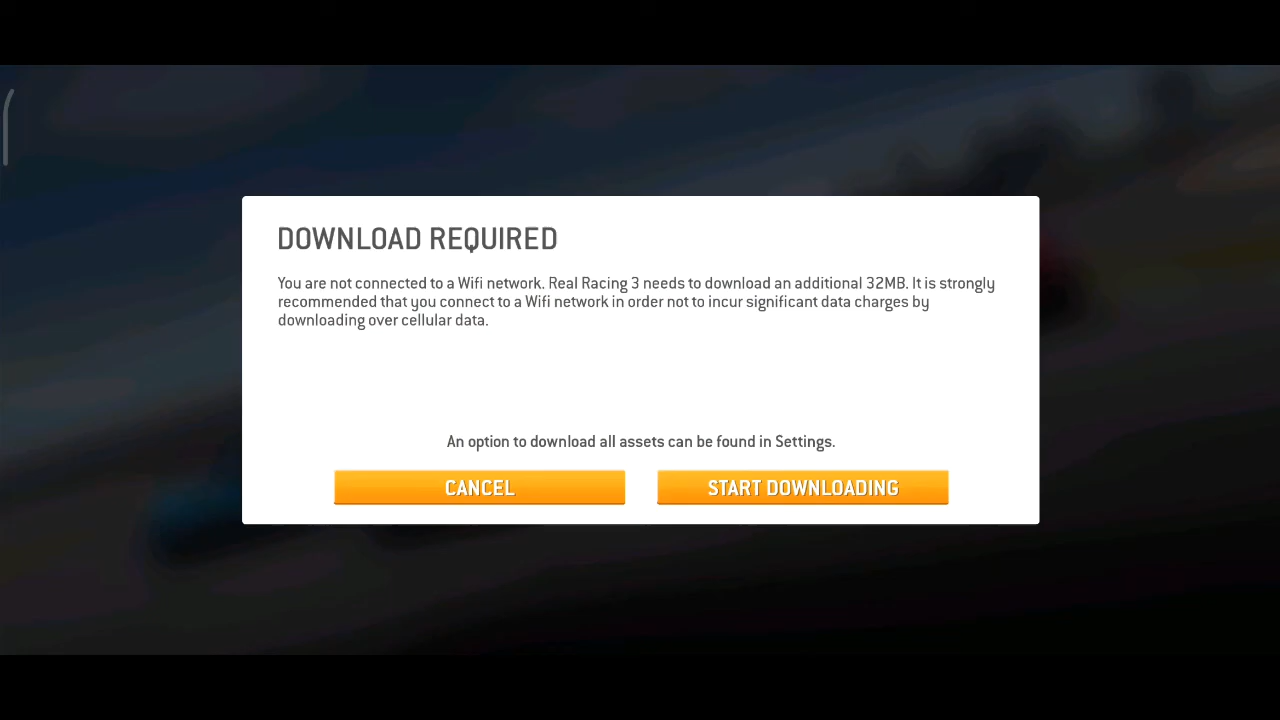 DOWNLOAD REQUIRED
You are not connected to a Wifi network. Real Racing 3 needs to download an additional 32MB. It is strongly
recommended that you connect to a Wifi network in order not to incur significant data charges by
downloading over cellular data.
An option to download all assets can be found in Settings.
CANCEL
START DOWNLOADING